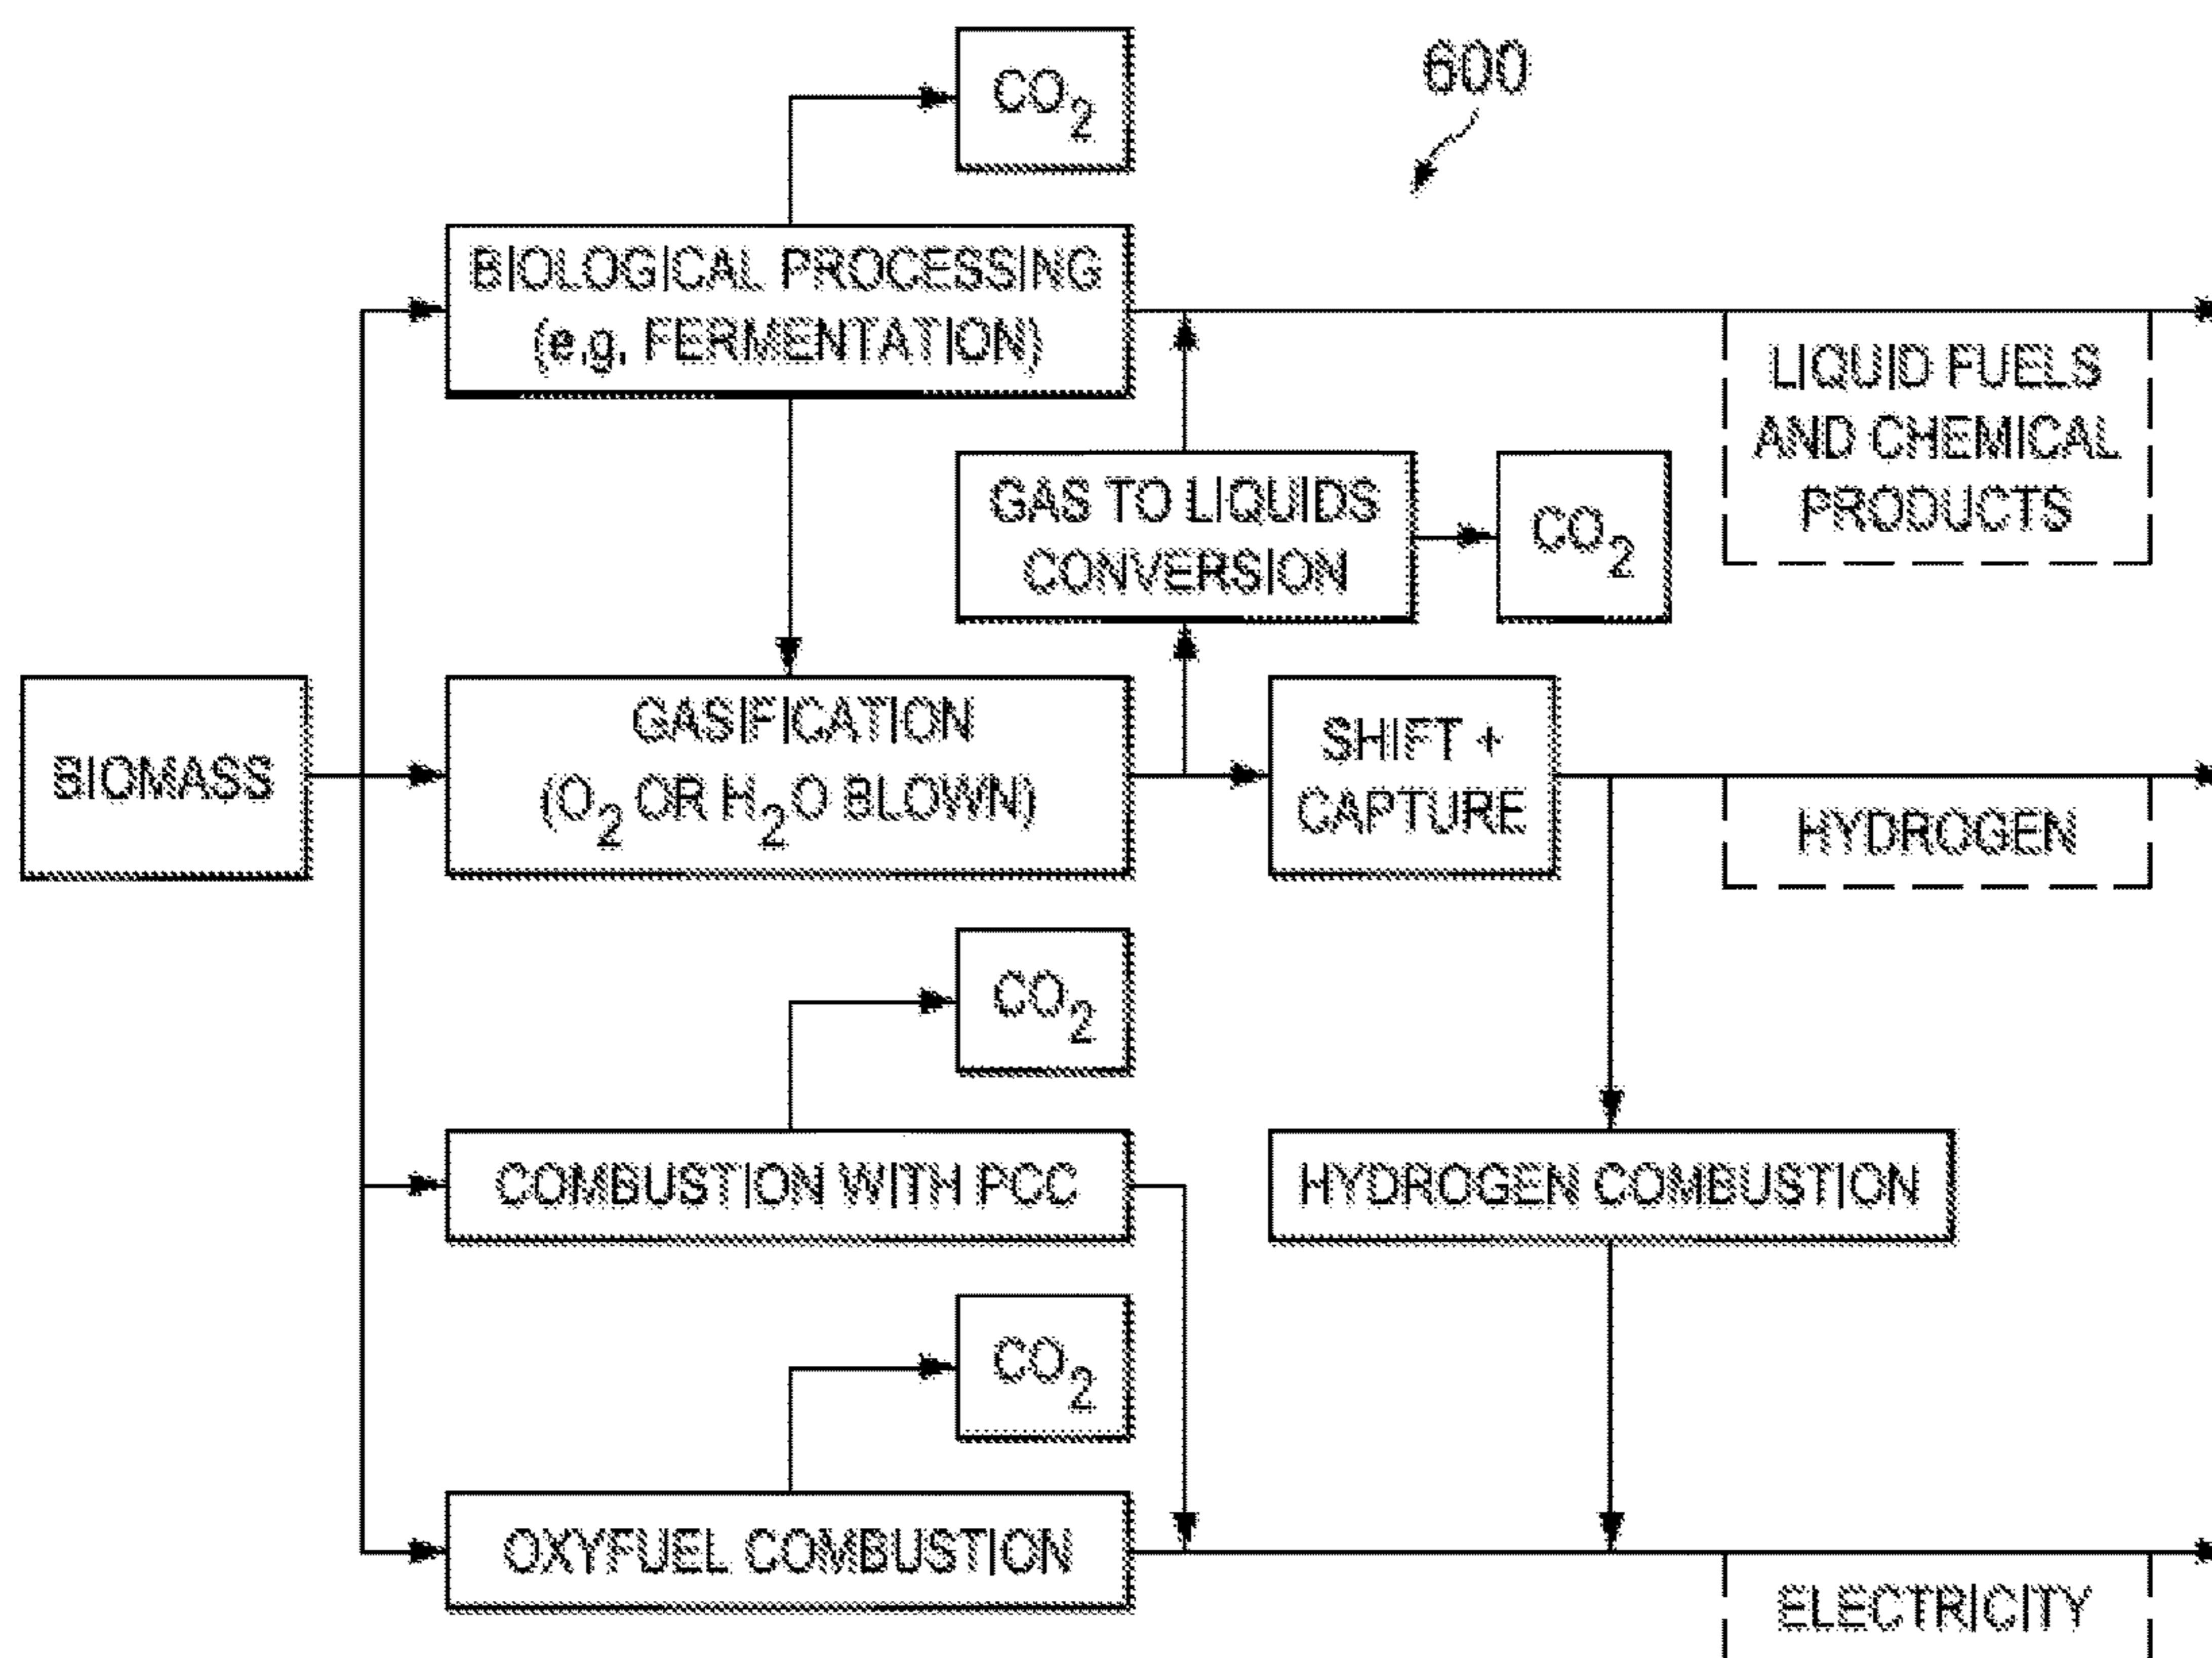 CO2
600
BIOLOGICAL PROCESSING
(e.g. FERMENTATION)
LIQUID FUELS
AND CHEMICAL
PRODUCTS
GAS TO LIQUIDS
CONVERSION
CO2
BIOMASS
GASIFICATION
(O2 OR H2O BLOWN)
SHIFT +
CAPTURE
HYDROGEN
CO2
COMBUSTION WITH PCC
HYDROGEN COMBUSTION
CO2
OXYFUEL COMBUSTION
ELECTRICITY